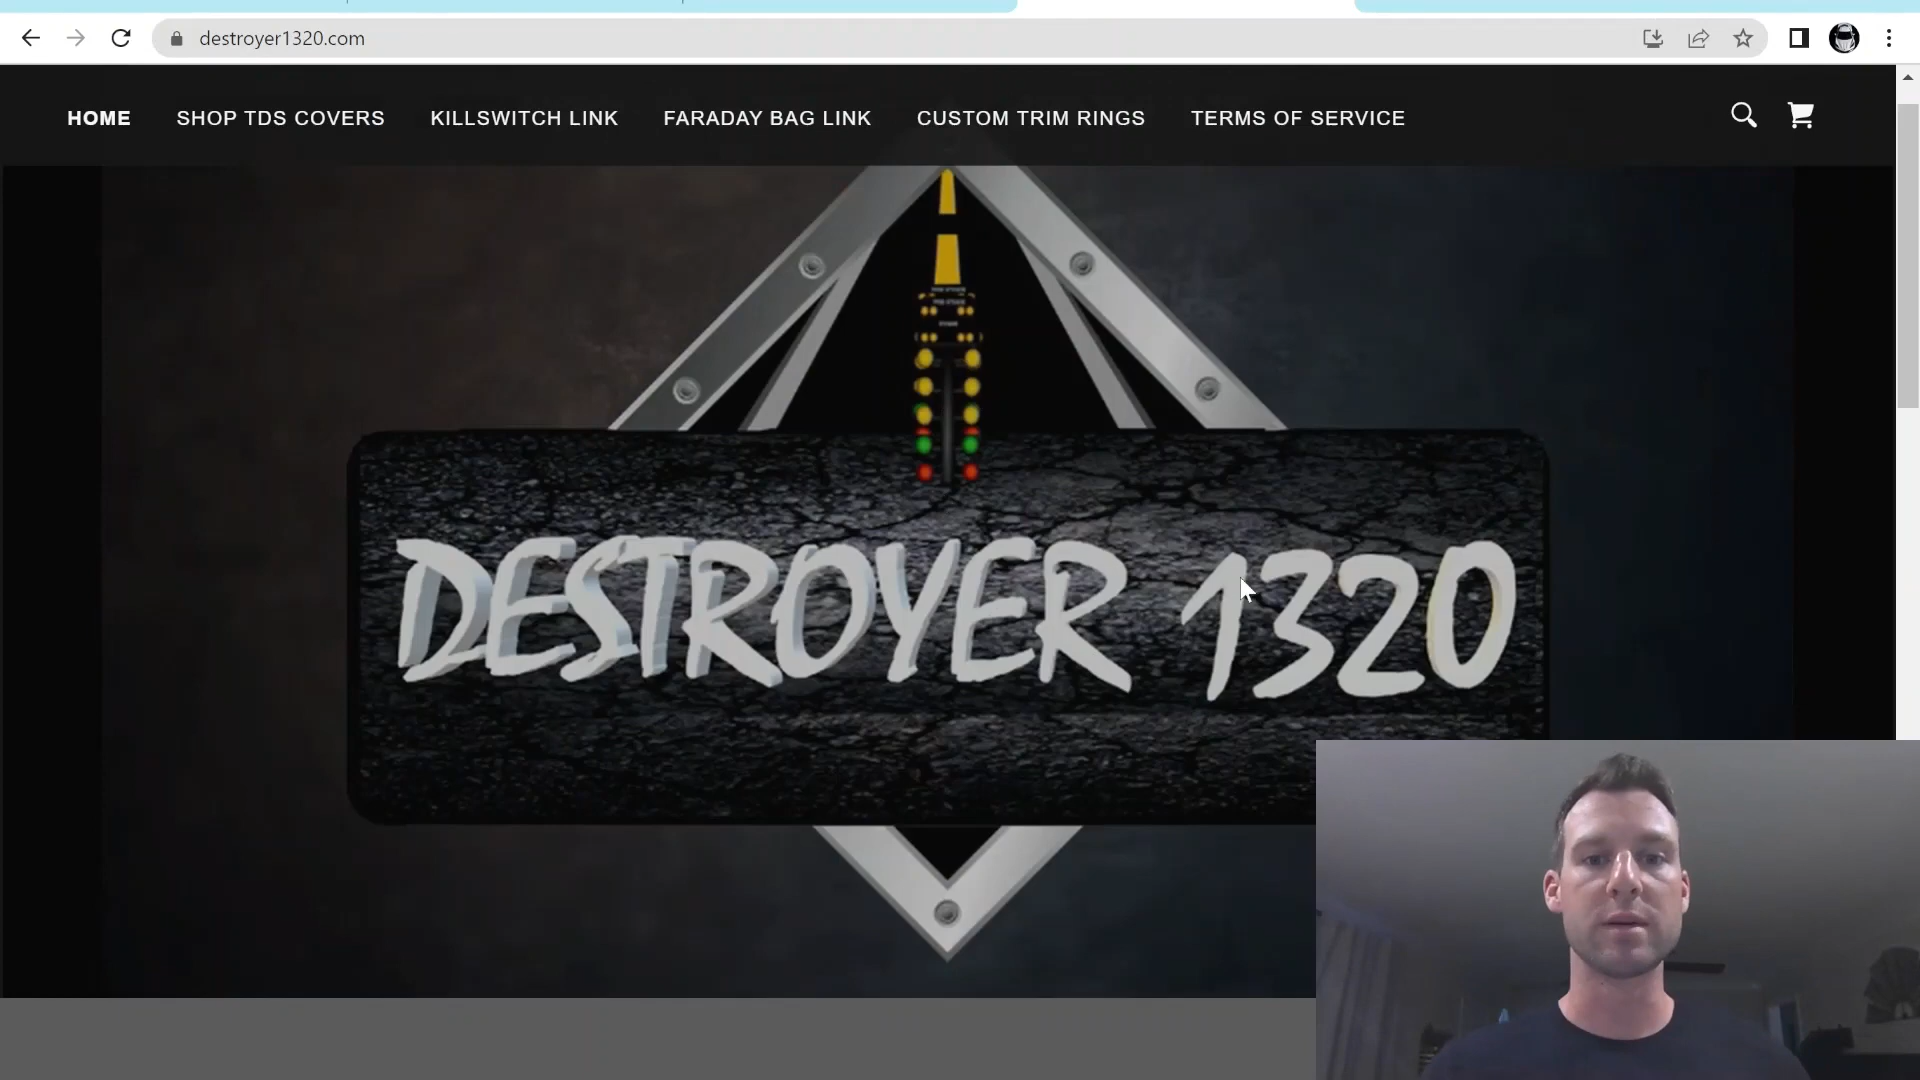 destroyer1320.com
HOME SHOP TDS COVERS KILLSWITCH LINK FARADAY BAG LINK CUSTOM TRIM RINGS TERMS OF SERVICE
DESTROYER 1320